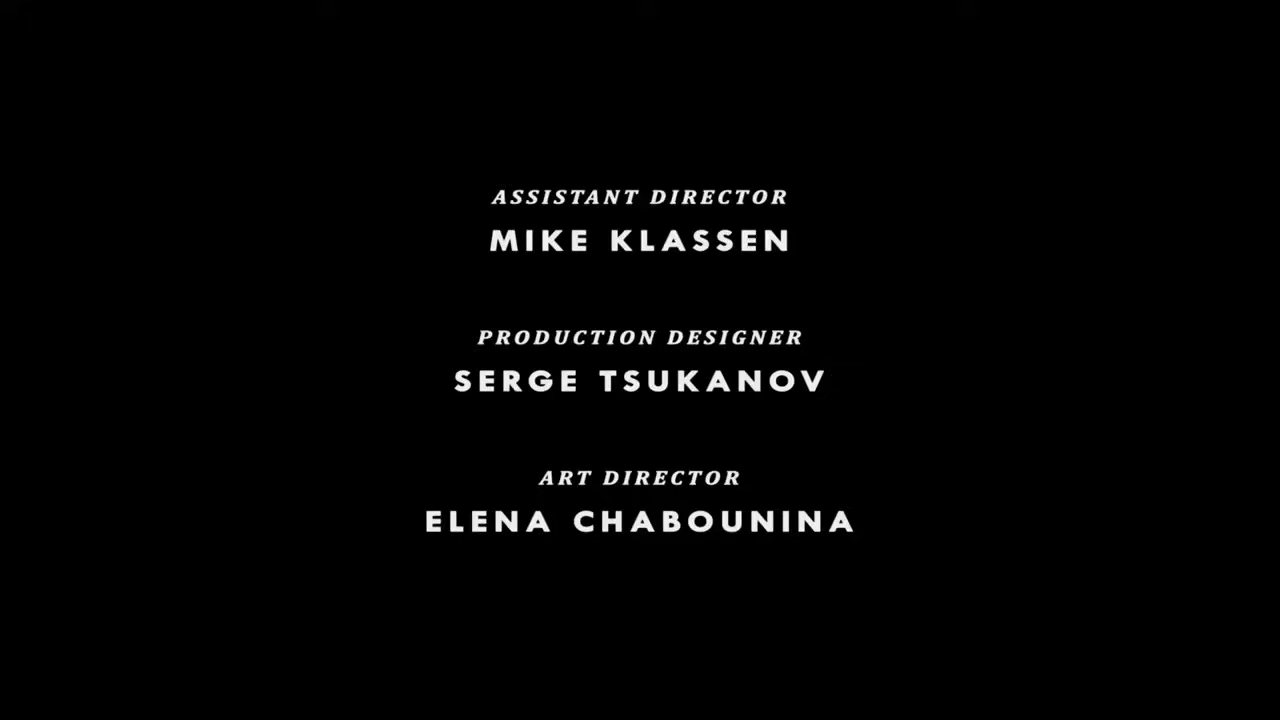 ASSISTANT DIRECTOR
MIKE KLASSEN
PRODUCTION DESIGNER
SERGE TSUKANOV
ART DIRECTOR
ELENA CHABOUNINA